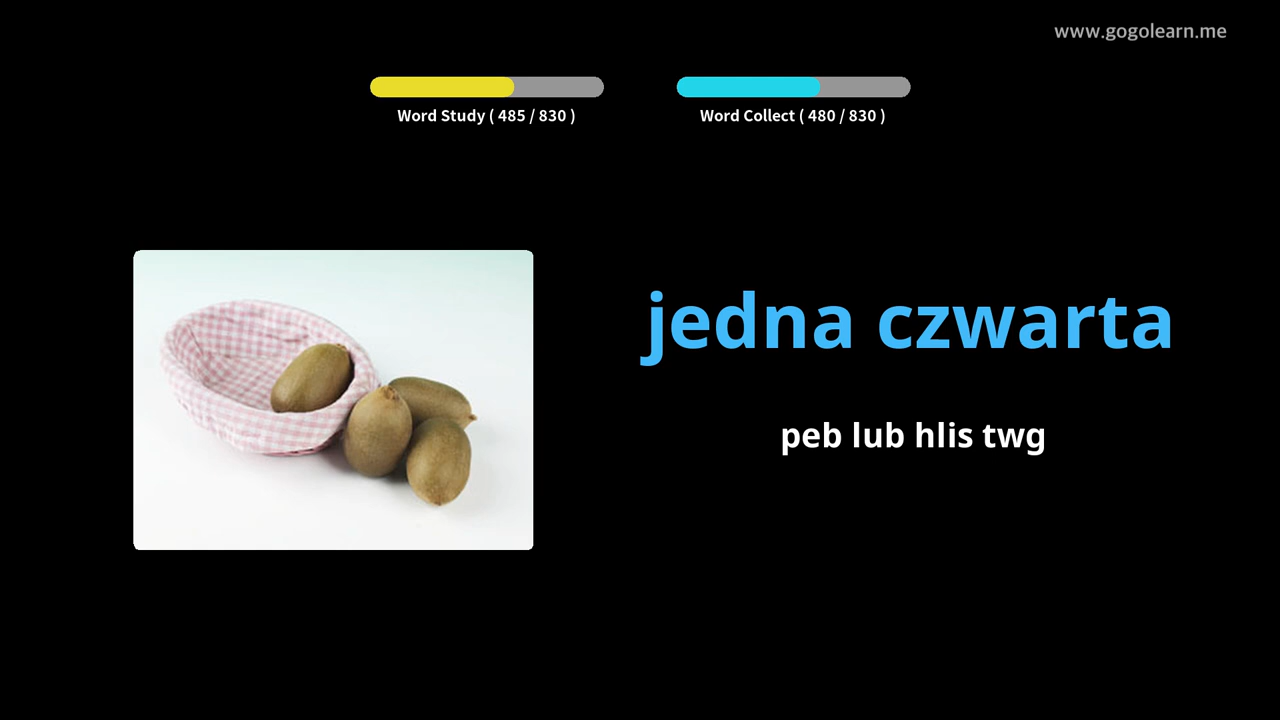 www.gogolearn.me
Word Study ( 485 / 830 )
Word Collect ( 480 / 830 )
jedna czwarta
peb lub hlis twg